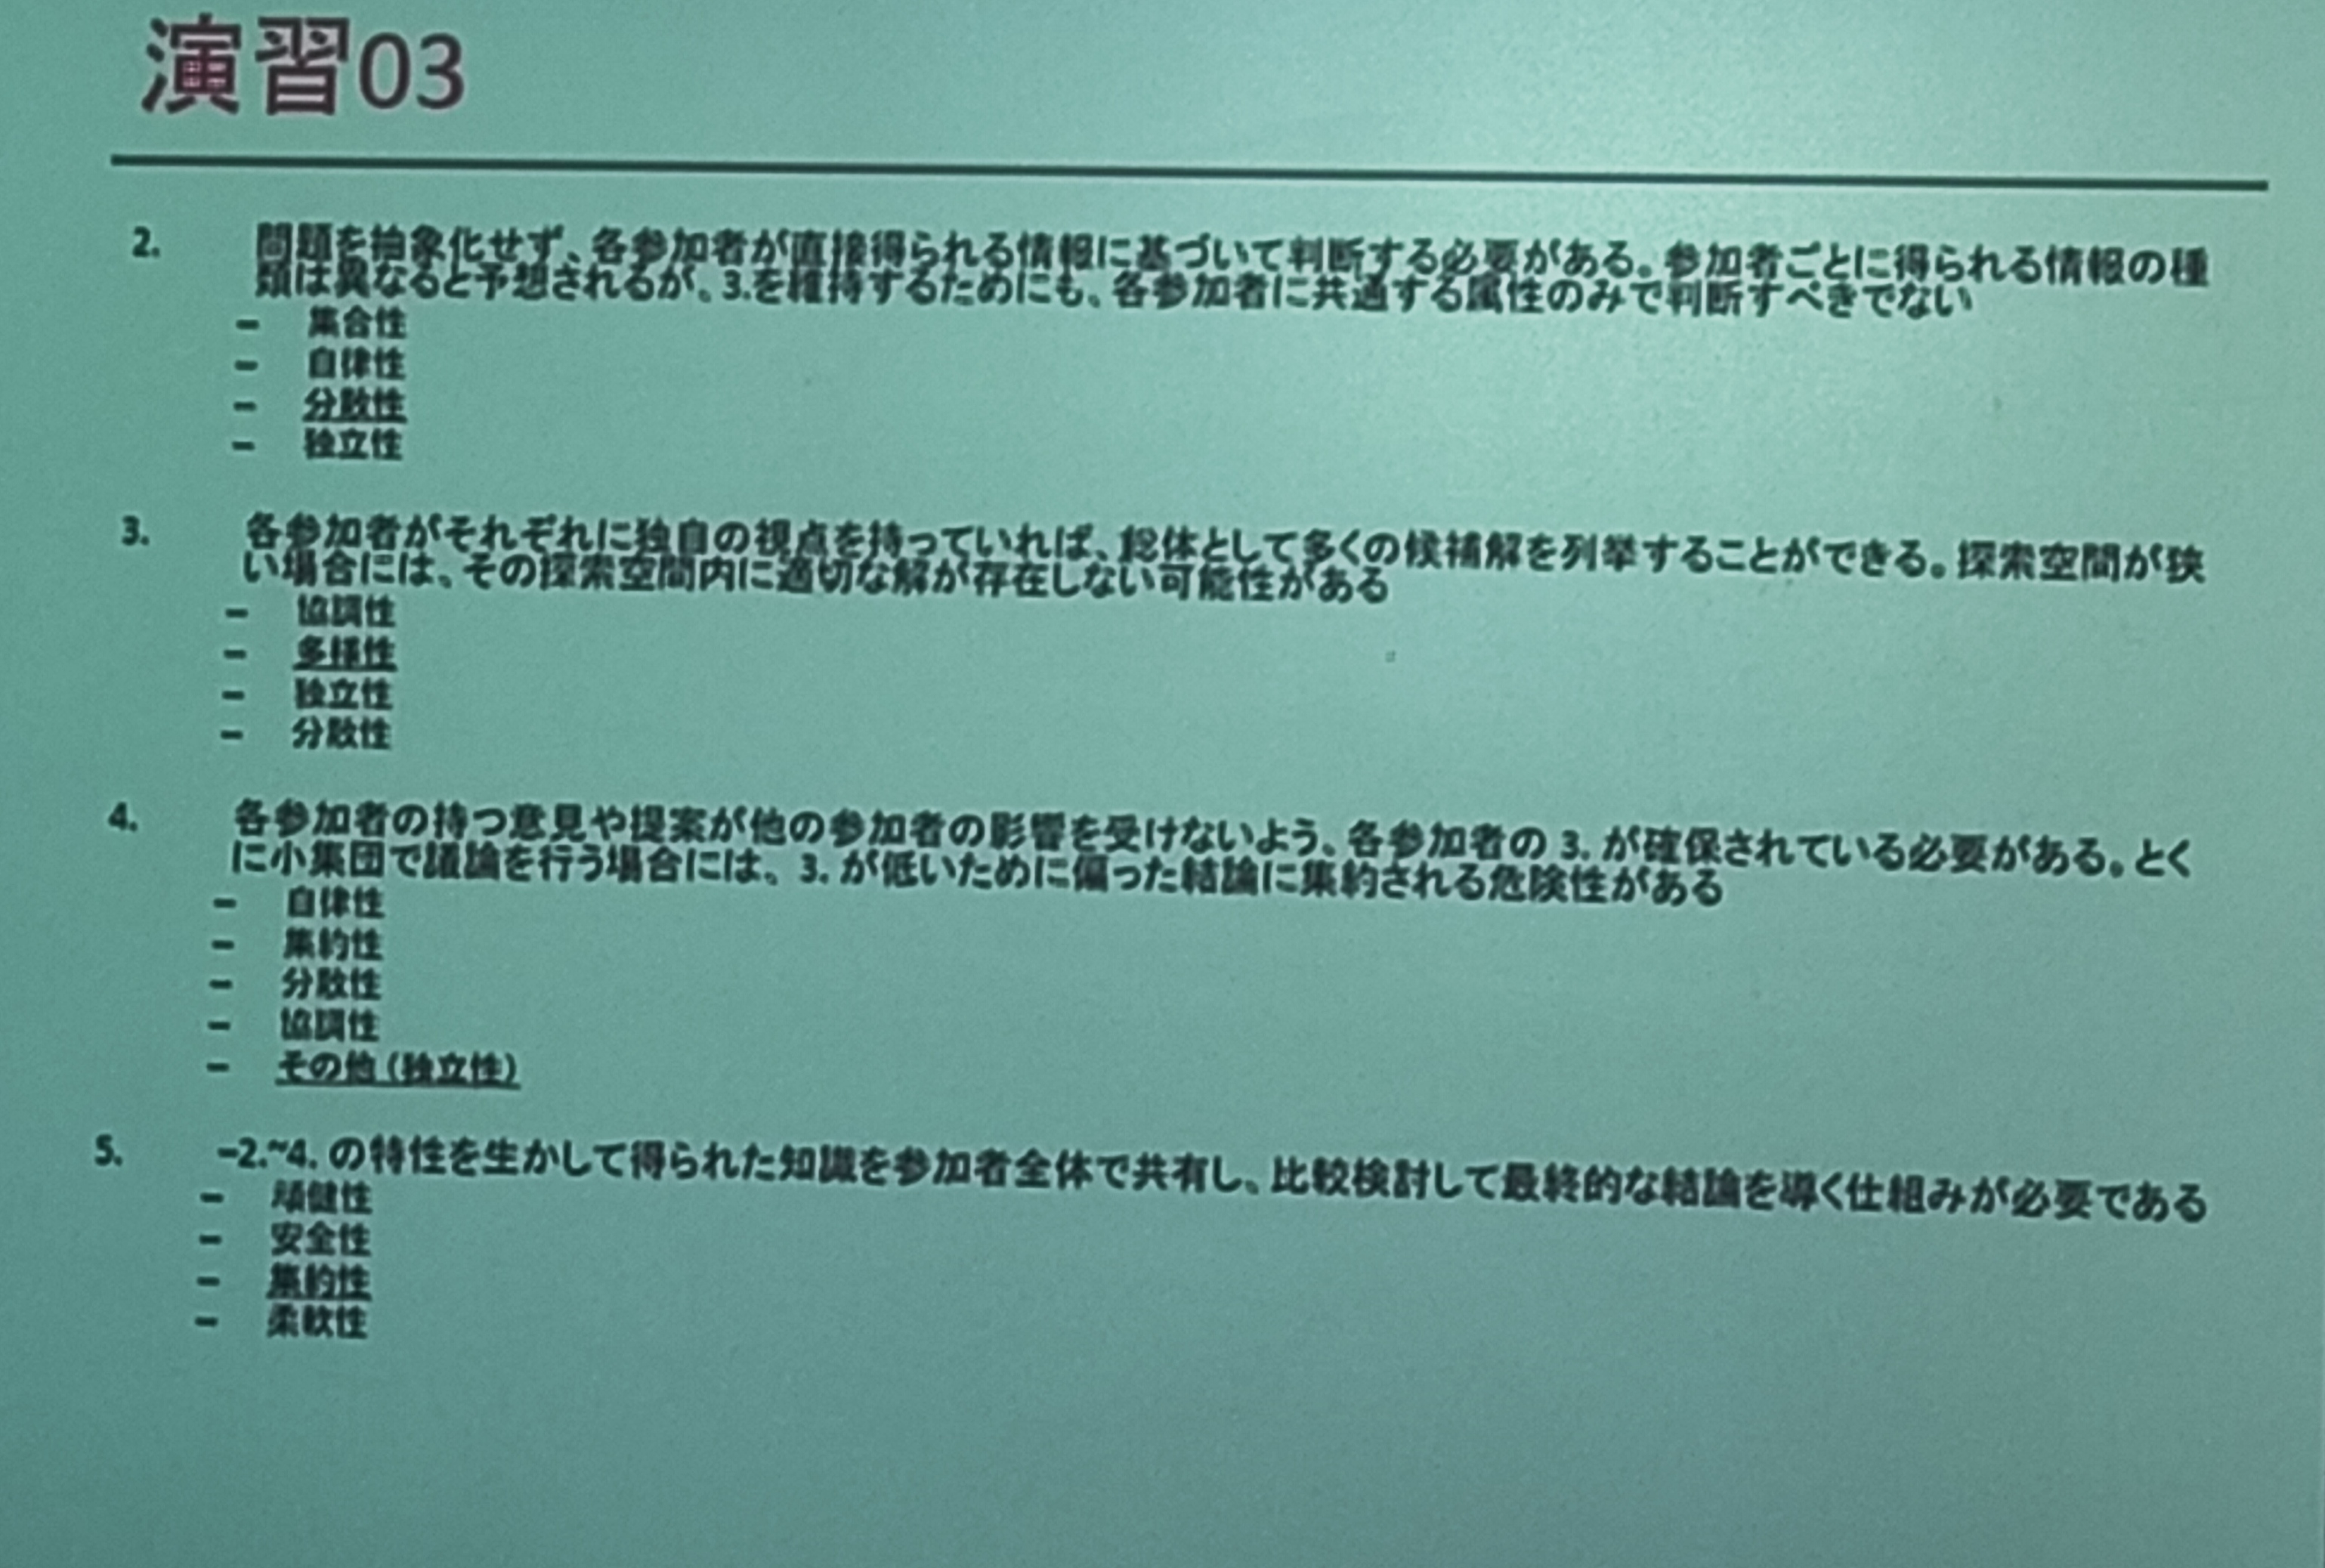 演習03
2. 問題を抽象化せず、各参加者が直接得られる情報に基づいて判断する必要がある。参加者ごとに得られる情報の種
類は異なると予想されるが、3.を維持するためにも、各参加者に共通する属性のみで判断すべきでない
– 集合性
– 自律性
– 分散性
– 独立性
3. 各参加者がそれぞれに独自の視点を持っていれば、総体として多くの候補解を列挙することができる。探索空間が狭
い場合には、その探索空間内に適切な解が存在しない可能性がある
– 協調性
– 多様性
– 独立性
– 分散性
4. 各参加者の持つ意見や提案が他の参加者の影響を受けないよう、各参加者の 3. が確保されている必要がある。とく
に小集団で議論を行う場合には、3. が低いために偏った結論に集約される危険性がある
– 自律性
– 集約性
– 分散性
– 協調性
– その他（独立性）
5. –2.~4. の特性を生かして得られた知識を参加者全体で共有し、比較検討して最終的な結論を導く仕組みが必要である
– 頑健性
– 安全性
– 集約性
– 柔軟性